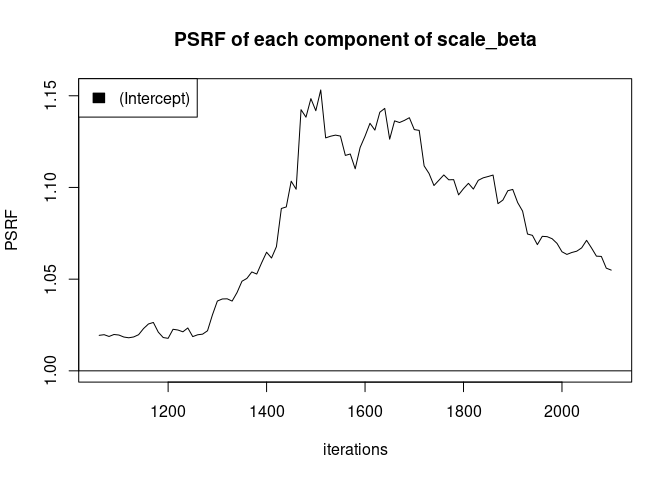 PSRF of each component of scale_beta
(Intercept)
PSRF
1.15
1.10
1.05
1.00
1200 1400 1600 1800 2000
iterations